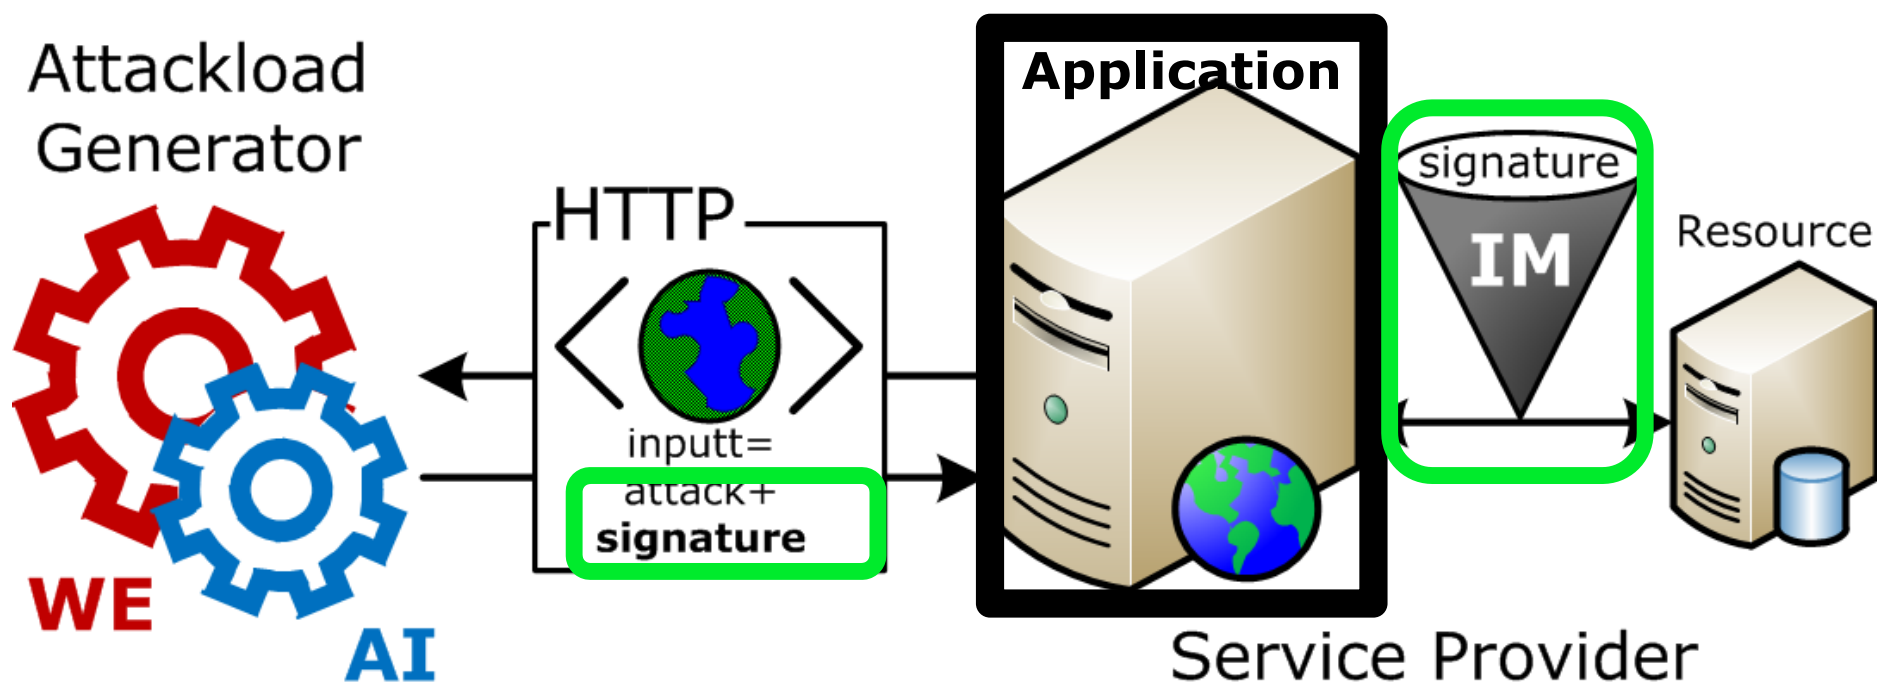 Attackload
Generator
WE
AI
HTTP
inputt=
attack+
signature
Application
signature
IM
Resource
Service Provider